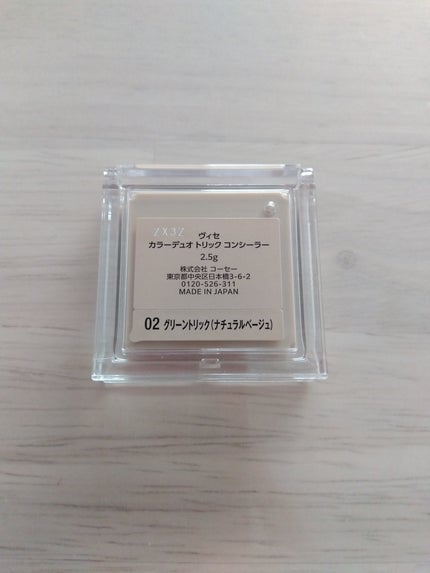 ZX3Z
ヴィセ
カラーデュオ トリック コンシーラー
2.5g
株式会社 コーセー
東京都中央区日本橋3-6-2
0120-526-311
MADE IN JAPAN
02 グリーントリック(ナチュラルベージュ)